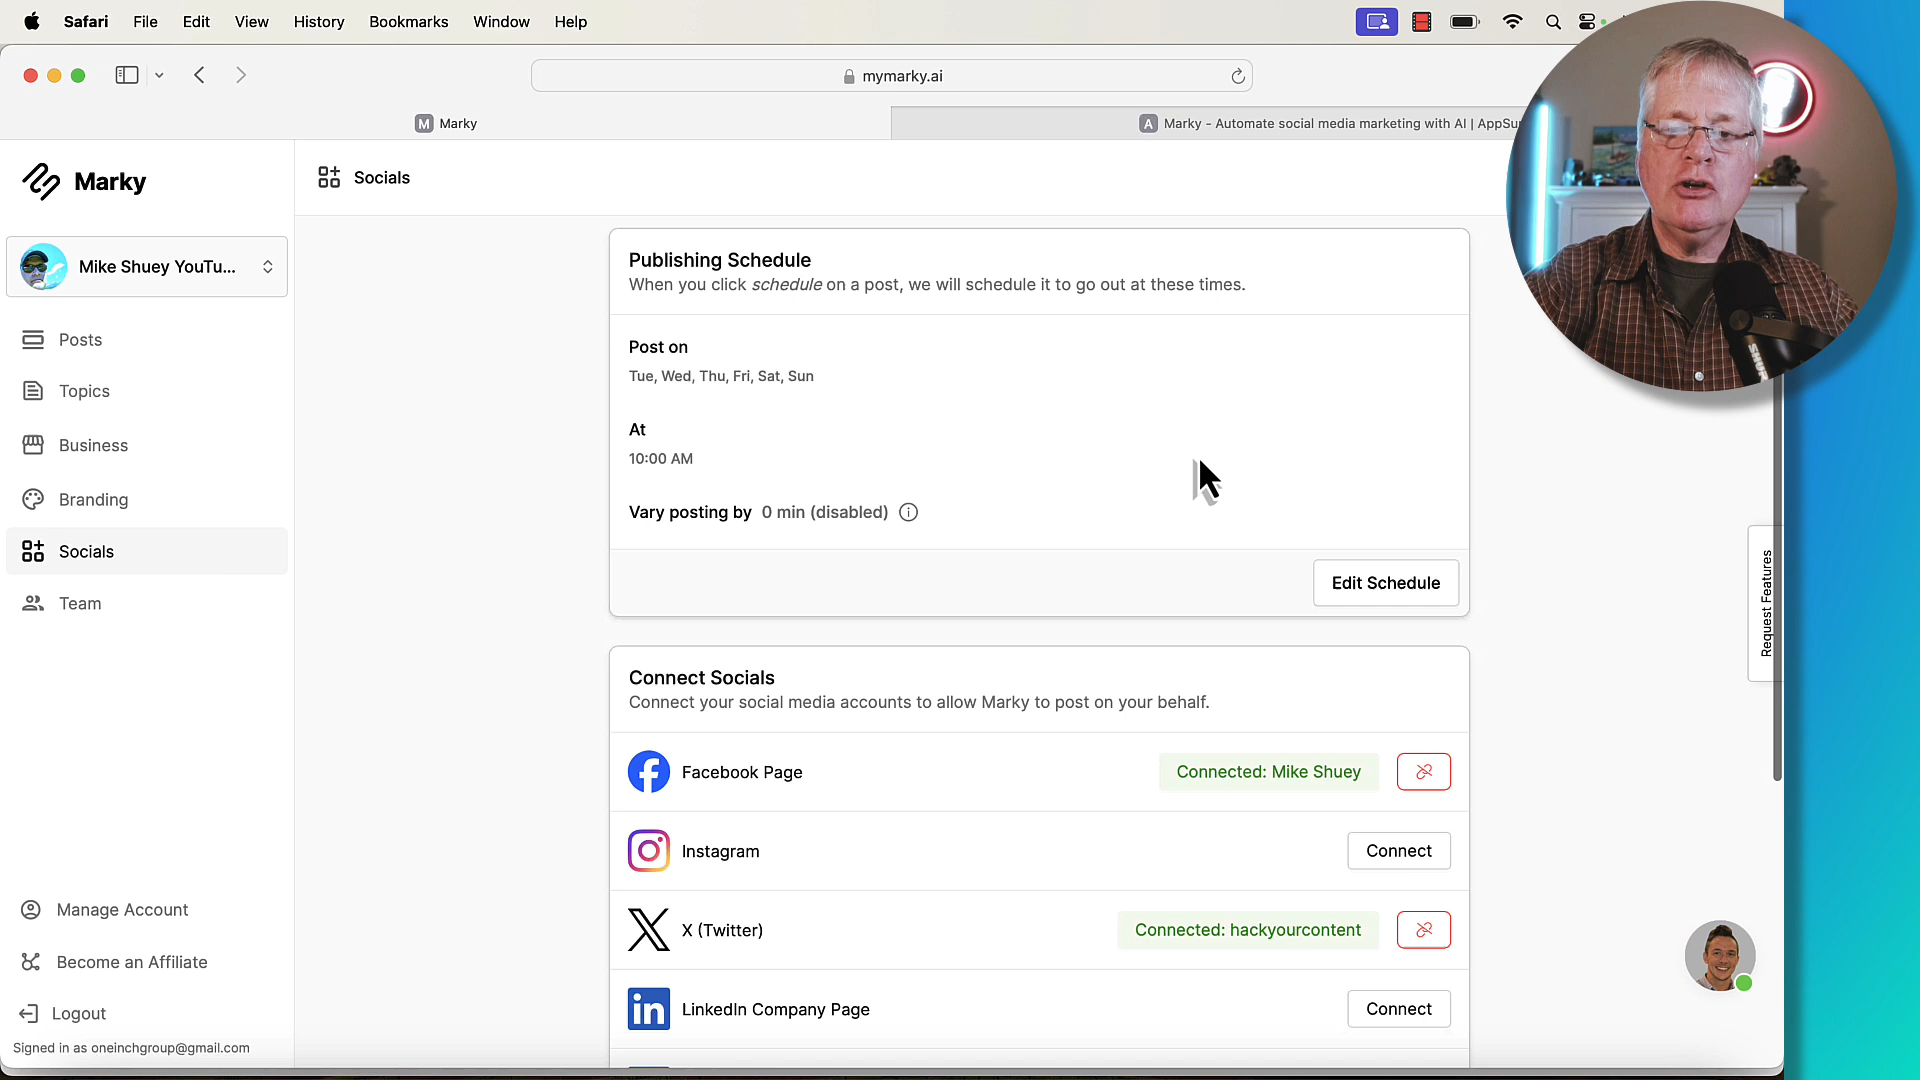 Safari File Edit View History Bookmarks Window Help
mymarky.ai
M Marky
A Marky - Automate social media marketing with AI | AppSu
Marky
Socials
Mike Shuey YouTu...
Posts
Topics
Business
Branding
Socials
Team
Manage Account
Become an Affiliate
Logout
Signed in as oneinchgroup@gmail.com
Publishing Schedule
When you click schedule on a post, we will schedule it to go out at these times.
Post on
Tue, Wed, Thu, Fri, Sat, Sun
At
10:00 AM
Vary posting by 0 min (disabled)
Edit Schedule
Connect Socials
Connect your social media accounts to allow Marky to post on your behalf.
Facebook Page Connected: Mike Shuey
Instagram Connect
X (Twitter) Connected: hackyourcontent
in LinkedIn Company Page Connect
Request Features